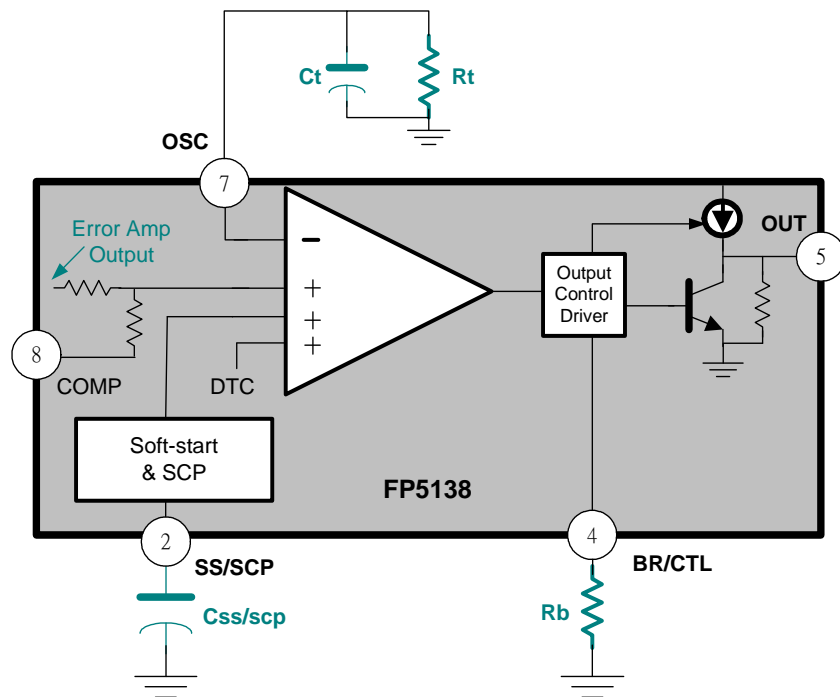 Ct
Rt
OSC
7
Error Amp
Output
OUT
5
−
+
+
+
Output
Control
Driver
8
COMP
DTC
Soft-start
& SCP
FP5138
2
4
SS/SCP
BR/CTL
Css/scp
Rb